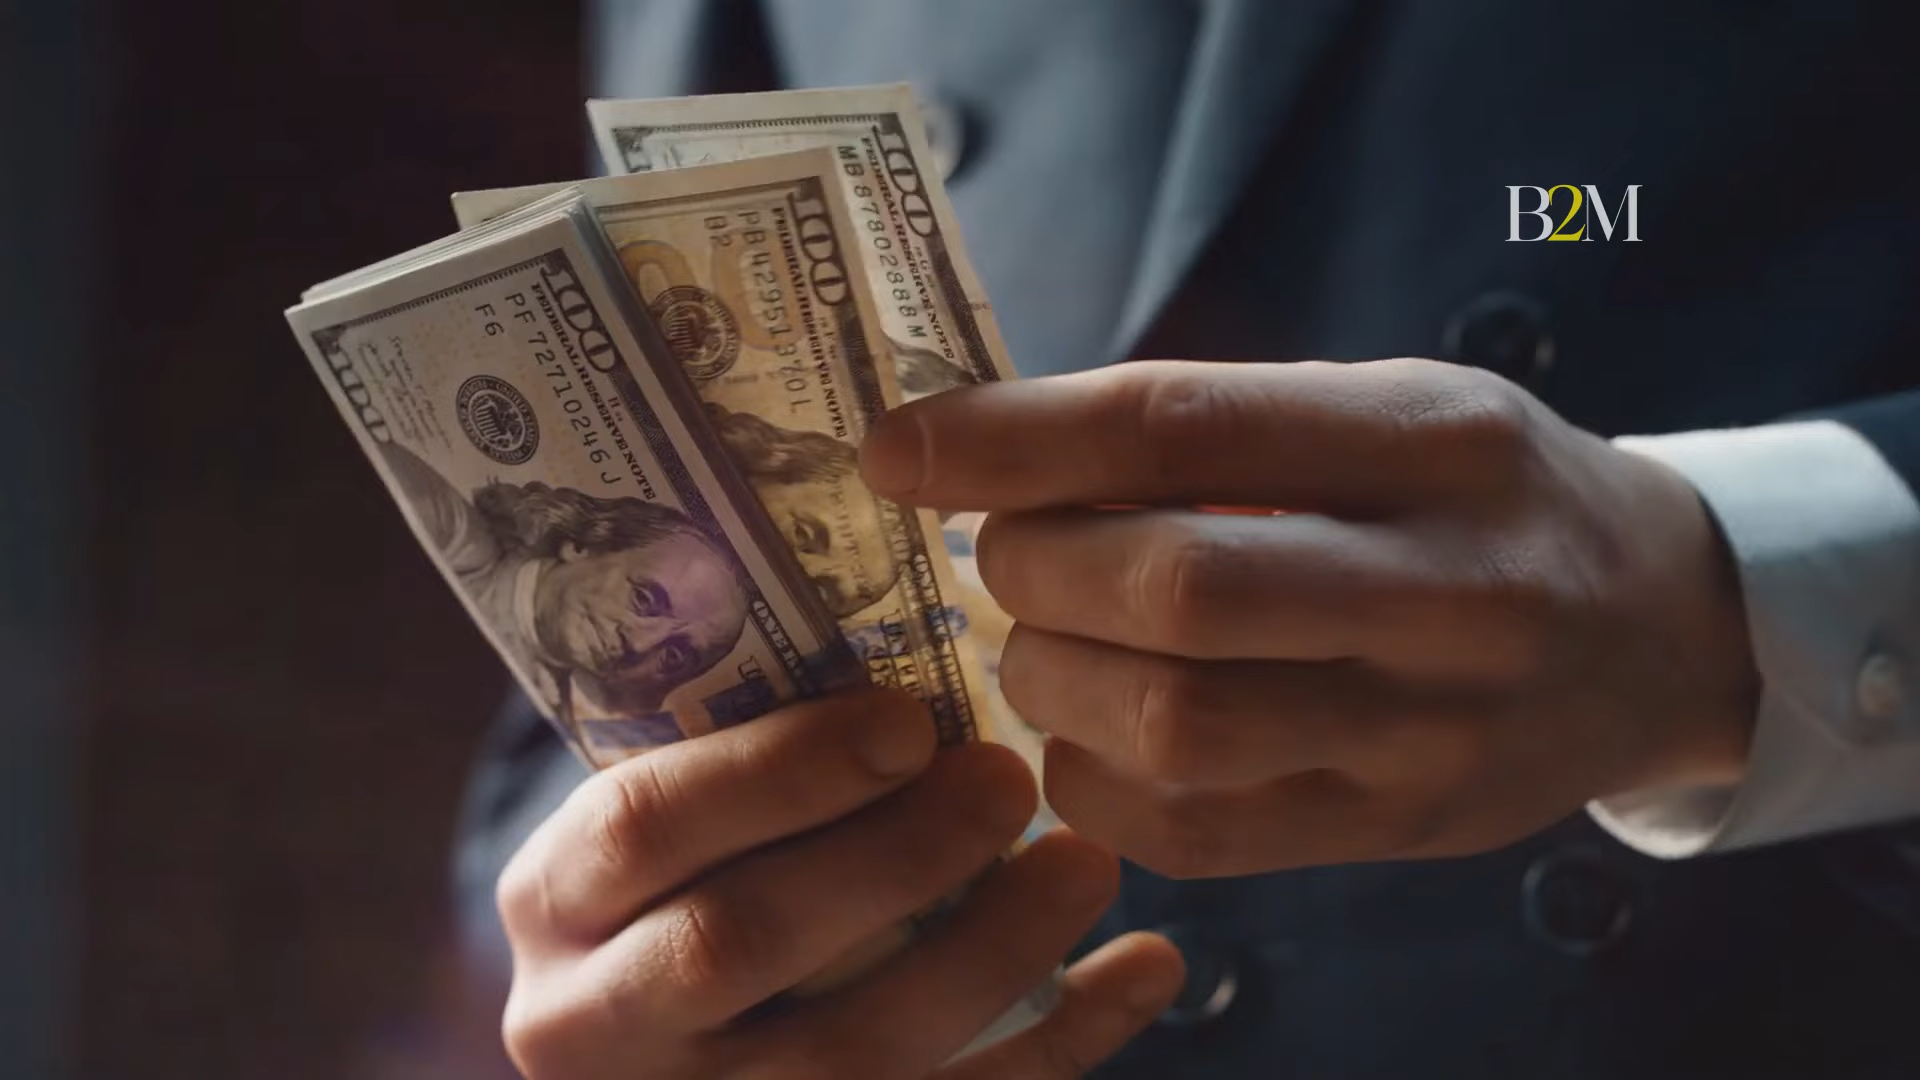 B2M
100
FEDERAL RESERVE NOTE
MB 87802888 M
100
FEDERAL RESERVE NOTE
PB 42951370 L
B2
100
FEDERAL RESERVE NOTE
PF 72710246 J
F6
100